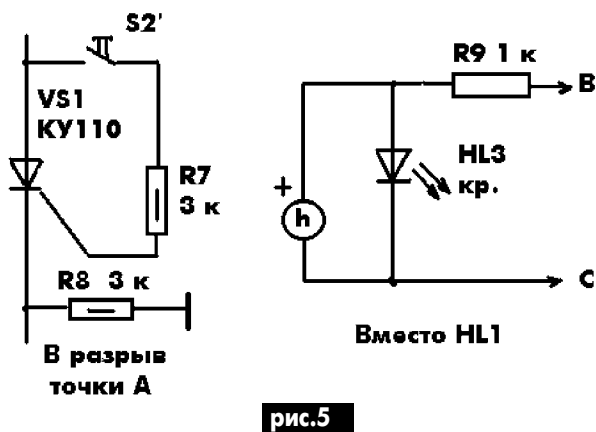 S2'
VS1
КУ110
R7
3 к
R8 3 к
В разрыв
точки А
R9 1 к
В
HL3
кр.
+
h
С
Вместо HL1
рис.5